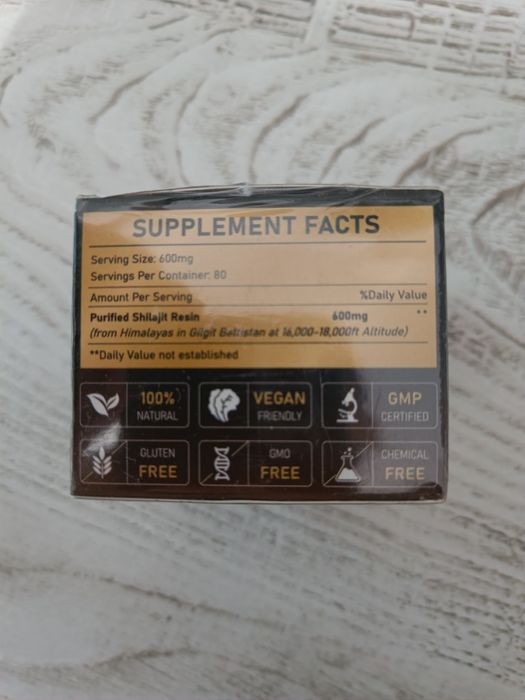 SUPPLEMENT FACTS
Serving Size: 600mg
Servings Per Container: 80
Amount Per Serving %Daily Value
Purified Shilajit Resin 600mg **
(from Himalayas in Gilgit Baltistan at 16,000-18,000ft Altitude)
**Daily Value not established
100% NATURAL
VEGAN FRIENDLY
GMP CERTIFIED
GLUTEN FREE
GMO FREE
CHEMICAL FREE